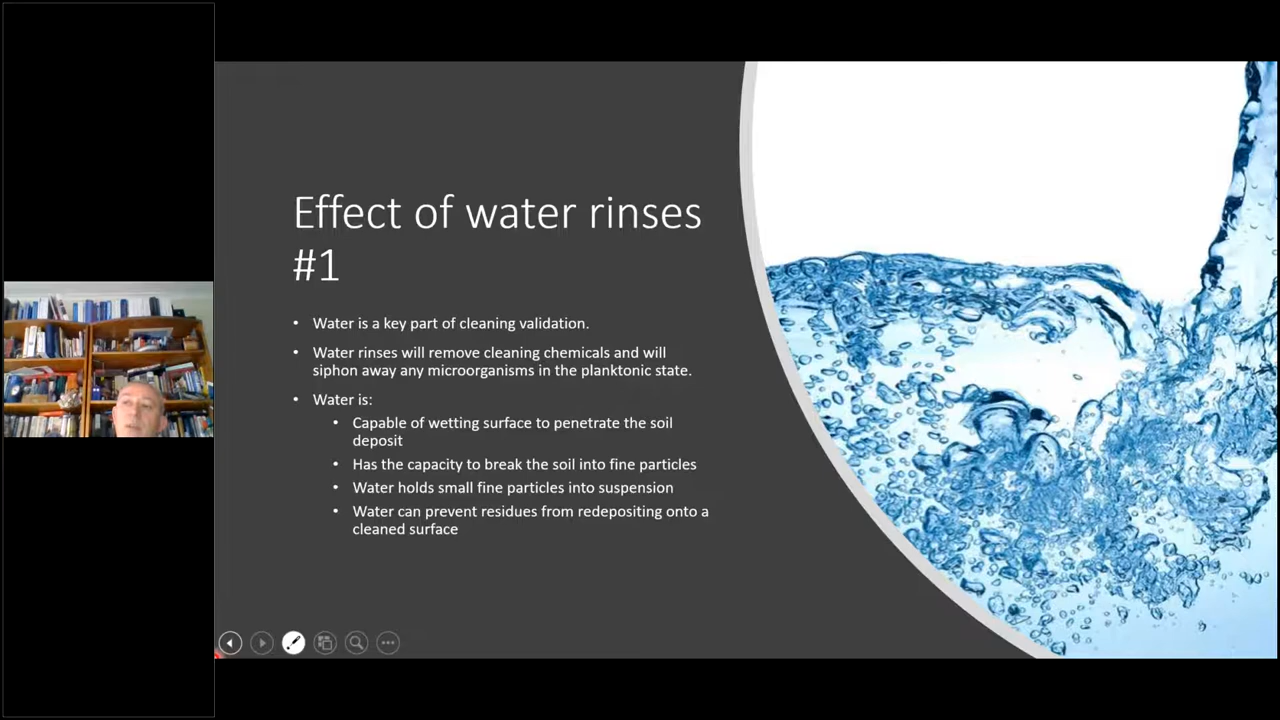 Effect of water rinses
#1
• Water is a key part of cleaning validation.
• Water rinses will remove cleaning chemicals and will
siphon away any microorganisms in the planktonic state.
• Water is:
• Capable of wetting surface to penetrate the soil
deposit
• Has the capacity to break the soil into fine particles
• Water holds small fine particles into suspension
• Water can prevent residues from redepositing onto a
cleaned surface